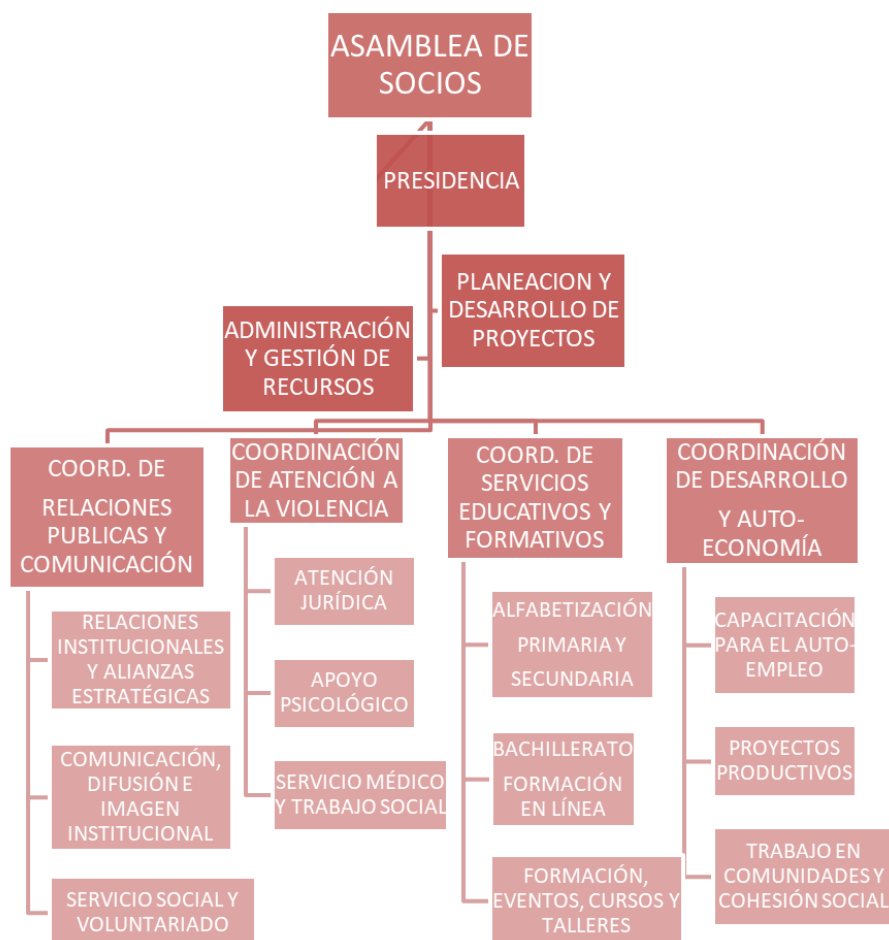 ASAMBLEA DE
SOCIOS
PRESIDENCIA
PLANEACION Y
DESARROLLO DE
PROYECTOS
ADMINISTRACIÓN
Y GESTIÓN DE
RECURSOS
COORD. DE
RELACIONES
PUBLICAS Y
COMUNICACIÓN
RELACIONES
INSTITUCIONALES
Y ALIANZAS
ESTRATÉGICAS
COMUNICACIÓN,
DIFUSIÓN E
IMAGEN
INSTITUCIONAL
SERVICIO SOCIAL Y
VOLUNTARIADO
COORDINACIÓN
DE ATENCIÓN A
LA VIOLENCIA
ATENCIÓN
JURÍDICA
APOYO
PSICOLÓGICO
SERVICIO MÉDICO
Y TRABAJO SOCIAL
COORD. DE
SERVICIOS
EDUCATIVOS Y
FORMATIVOS
ALFABETIZACIÓN
PRIMARIA Y
SECUNDARIA
BACHILLERATO
FORMACIÓN
EN LÍNEA
FORMACIÓN,
EVENTOS, CURSOS Y
TALLERES
COORDINACIÓN
DE DESARROLLO
Y AUTO-
ECONOMÍA
CAPACITACIÓN
PARA EL AUTO-
EMPLEO
PROYECTOS
PRODUCTIVOS
TRABAJO EN
COMUNIDADES Y
COHESIÓN SOCIAL